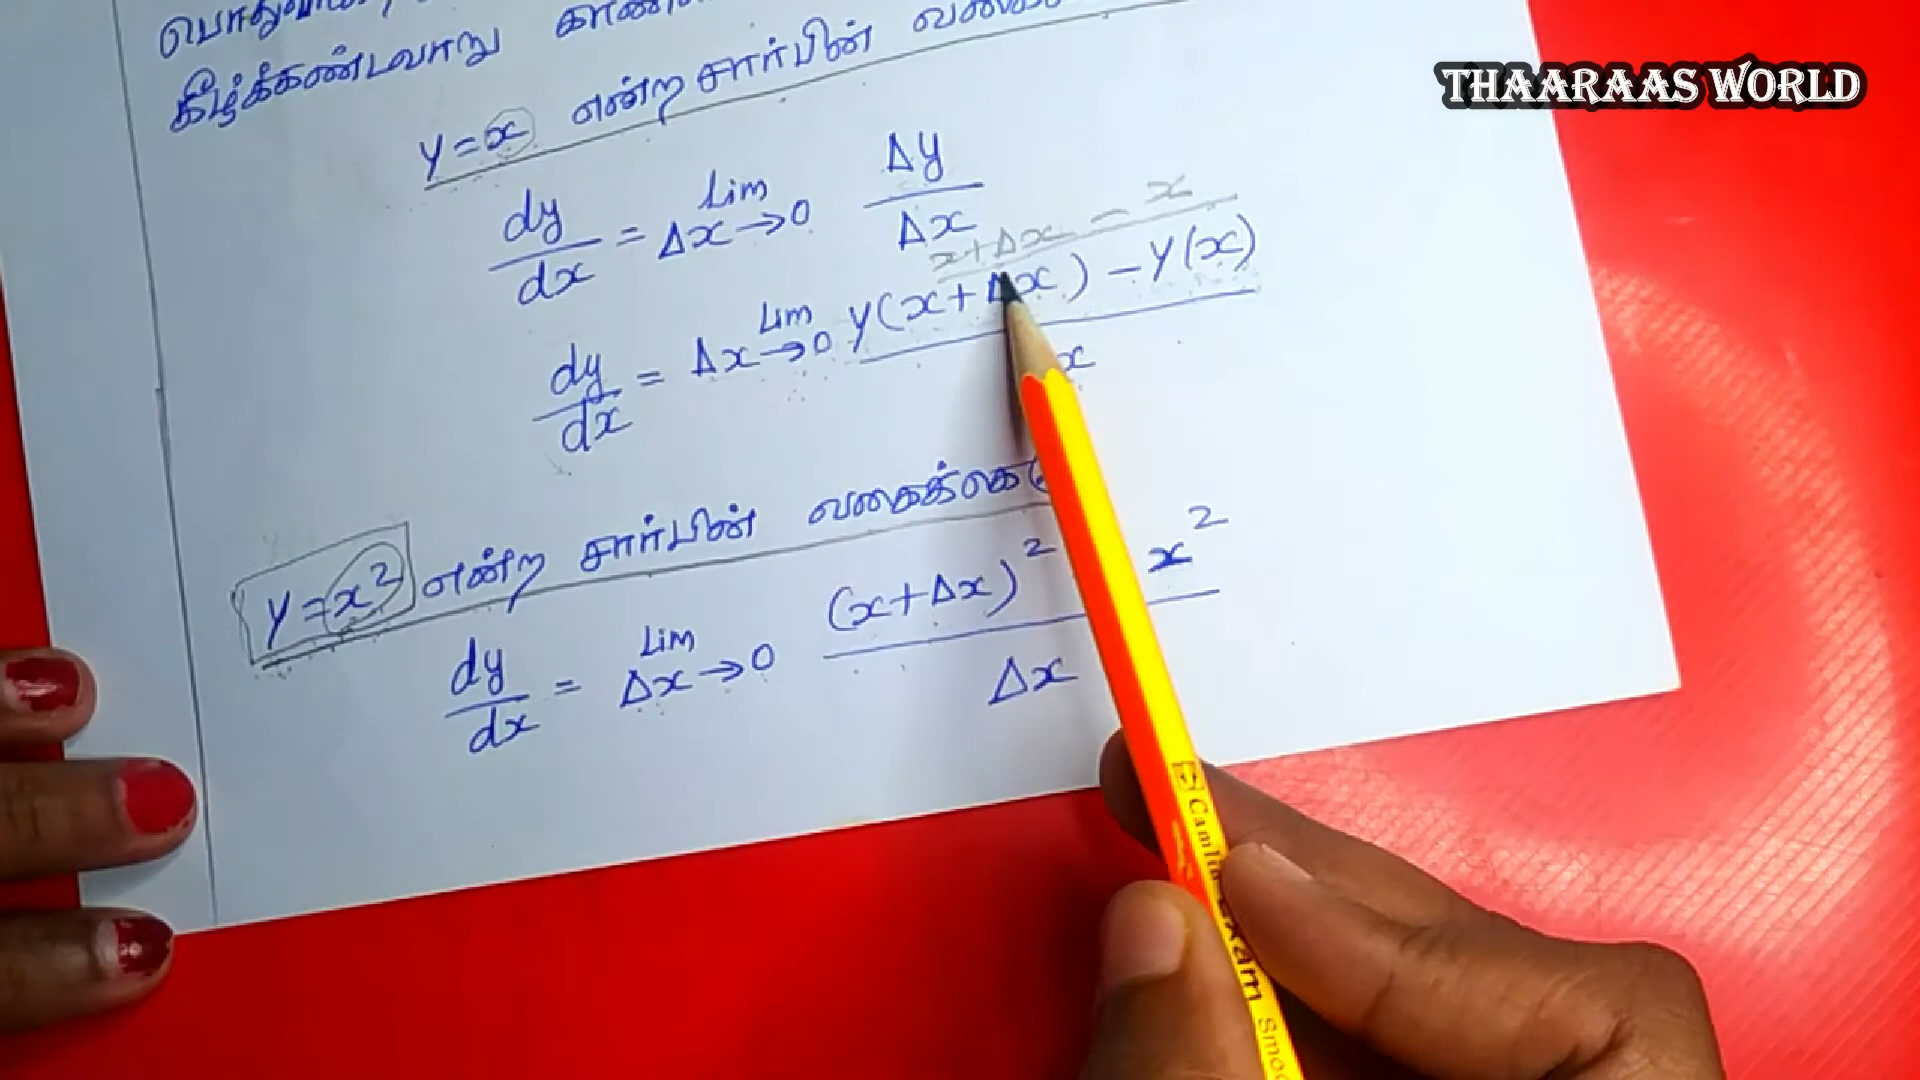 கீழ்க்கண்டவாறு
THAARAAS WORLD
y = x என்ற சார்பின்
dy/dx = Lim Δx→0 Δy/Δx
x+Δx − x
dy/dx = Lim Δx→0 y(x+Δx) − y(x)
x
y = x² என்ற சார்பின்
dy/dx = Lim Δx→0 (x+Δx)² x² / Δx